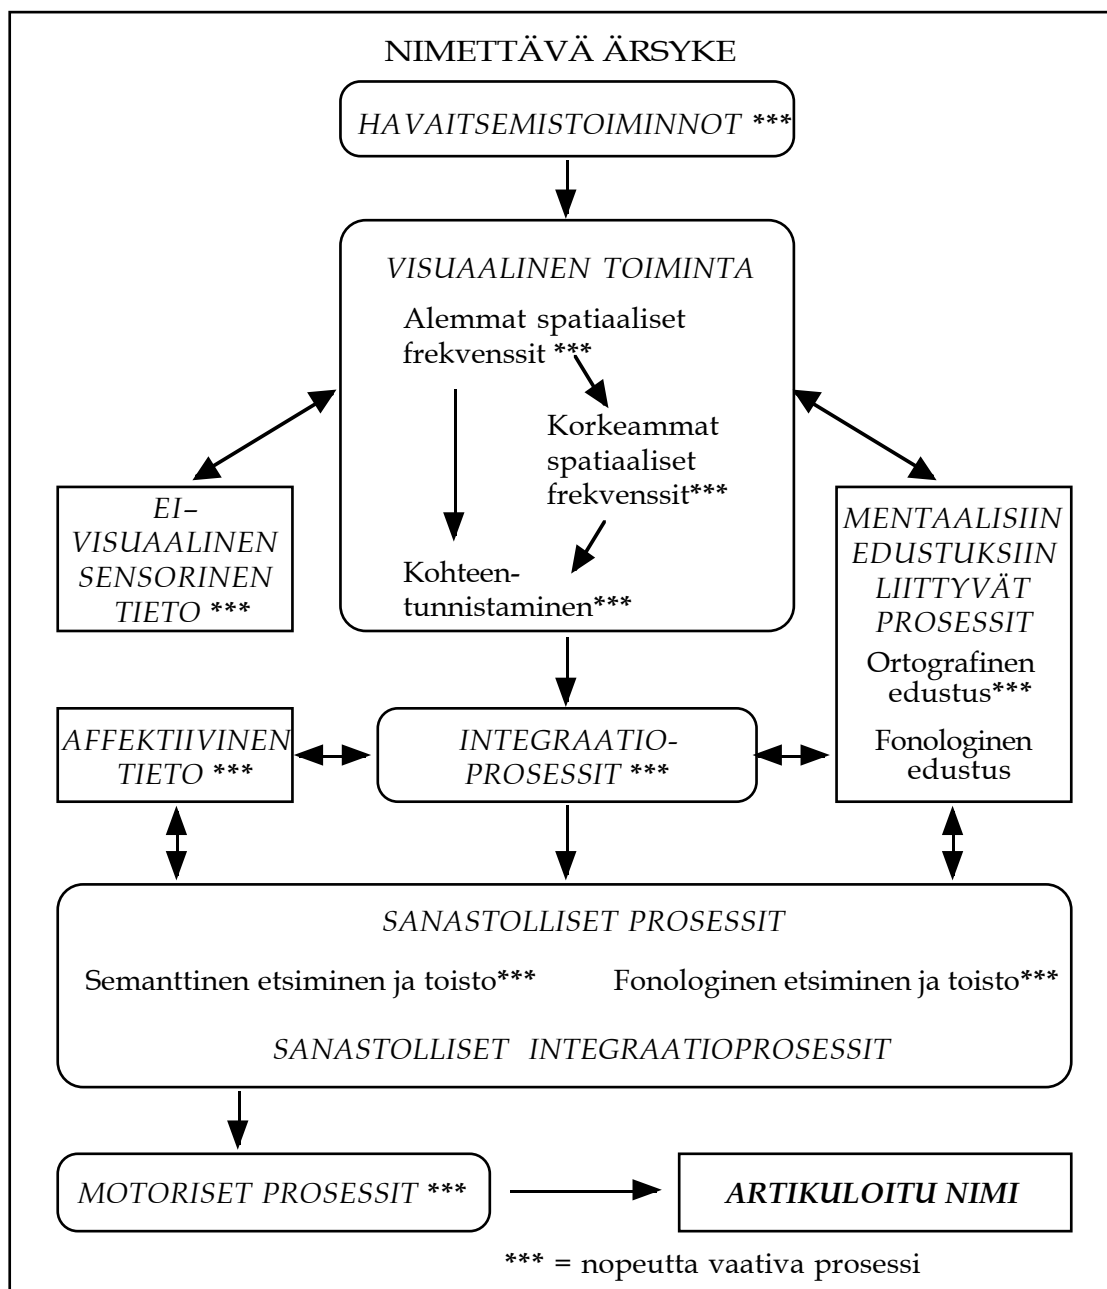 NIMETTÄVÄ ÄRSYKE
HAVAITSEMISTOIMINNOT ***
VISUAALINEN TOIMINTA
Alemmat spatiaaliset
frekvenssit ***
Korkeammat
spatiaaliset
frekvenssit***
Kohteen-
tunnistaminen***
EI–
VISUAALINEN
SENSORINEN
TIETO ***
MENTAALISIIN
EDUSTUKSIIN
LIITTYVÄT
PROSESSIT
Ortografinen
edustus***
Fonologinen
edustus
AFFEKTIIVINEN
TIETO ***
INTEGRAATIO-
PROSESSIT ***
SANASTOLLISET PROSESSIT
Semanttinen etsiminen ja toisto***
Fonologinen etsiminen ja toisto***
SANASTOLLISET INTEGRAATIOPROSESSIT
MOTORISET PROSESSIT ***
ARTIKULOITU NIMI
*** = nopeutta vaativa prosessi